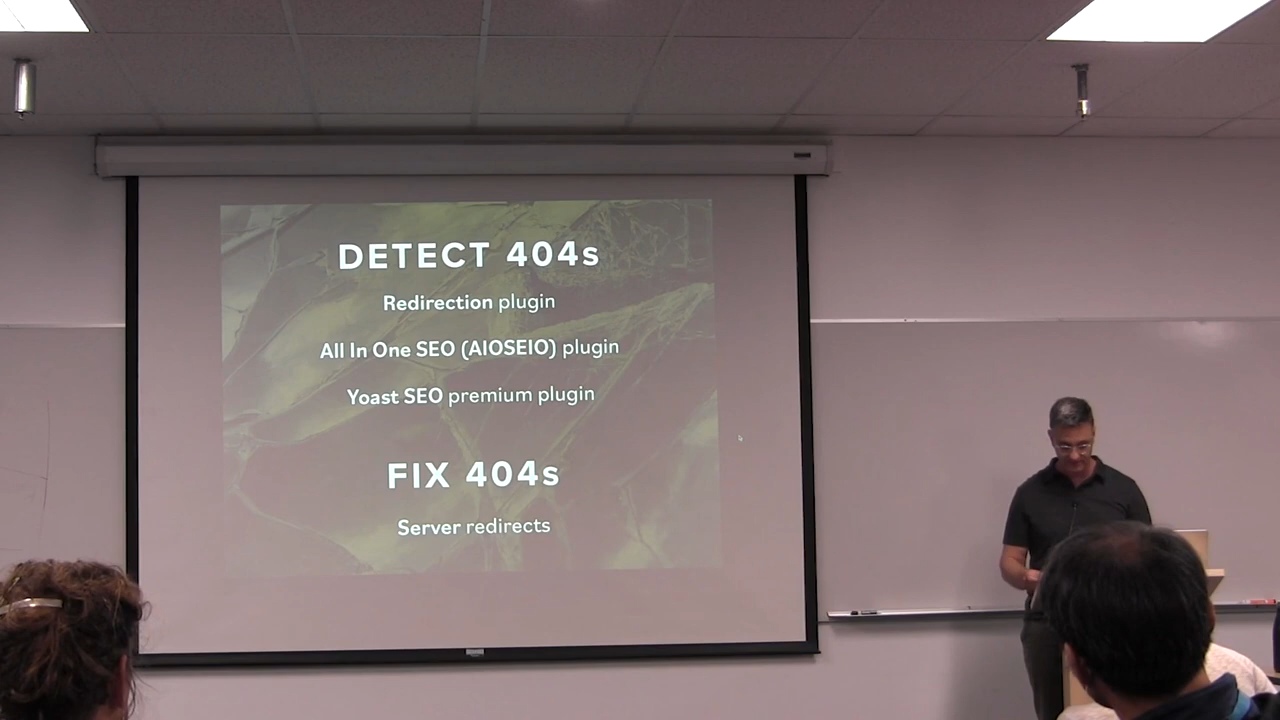 DETECT 404s
Redirection plugin
All In One SEO (AIOSEIO) plugin
Yoast SEO premium plugin
FIX 404s
Server redirects